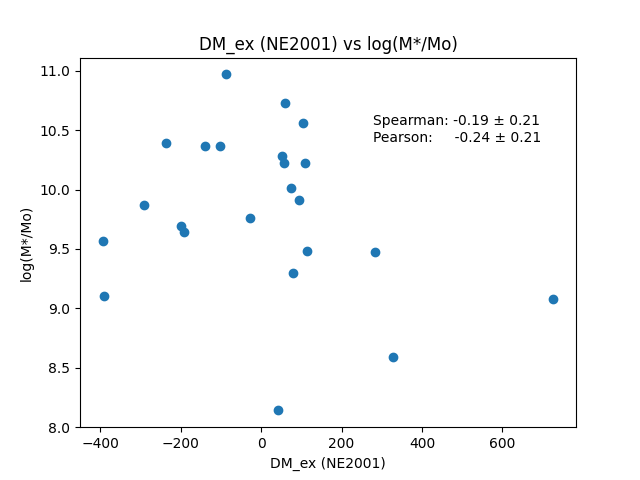 DM_ex (NE2001) vs log(M*/Mo)
11.0
10.5
10.0
9.5
9.0
8.5
8.0
log(M*/Mo)
Spearman: -0.19 ± 0.21
Pearson: -0.24 ± 0.21
−400 −200 0 200 400 600
DM_ex (NE2001)